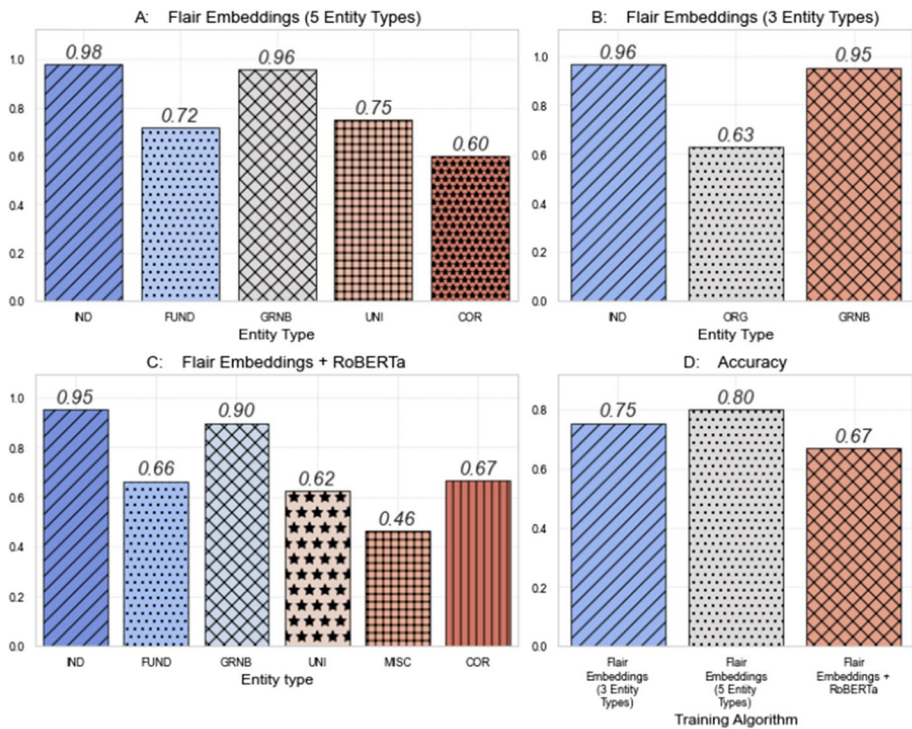 A: Flair Embeddings (5 Entity Types)
0.98
0.72
0.96
0.75
0.60
1.0
0.8
0.6
0.4
0.2
0.0
IND FUND GRNB UNI COR
Entity Type
B: Flair Embeddings (3 Entity Types)
0.96
0.63
0.95
1.0
0.8
0.6
0.4
0.2
0.0
IND ORG GRNB
Entity Type
C: Flair Embeddings + RoBERTa
0.95
0.66
0.90
0.62
0.46
0.67
1.0
0.8
0.6
0.4
0.2
0.0
IND FUND GRNB UNI MISC COR
Entity type
D: Accuracy
0.75
0.80
0.67
0.8
0.6
0.4
0.2
0.0
Flair
Embeddings
(3 Entity
Types)
Flair
Embeddings
(5 Entity
Types)
Flair
Embeddings +
RoBERTa
Training Algorithm